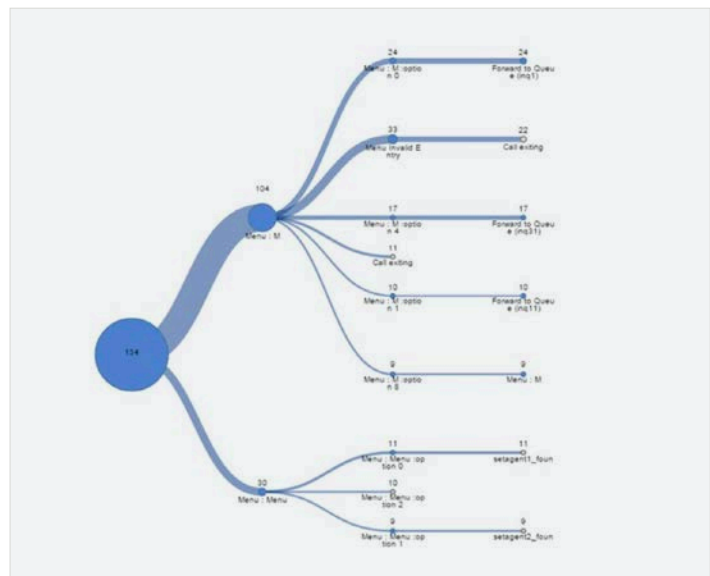 24
Menu : M :optio
n 0
24
Forward to Queu
e (inq1)
33
Menu Invalid E
ntry
22
Call exiting
104
Menu : M
17
Menu : M :optio
n 4
17
Forward to Queu
e (inq31)
11
Call exiting
10
Menu : M :optio
n 1
10
Forward to Queu
e (inq11)
9
Menu : M :optio
n 8
9
Menu : M
134
30
Menu : Menu
11
Menu : Menu :op
tion 0
11
setagent1_foun
10
Menu : Menu :op
tion 2
9
Menu : Menu :op
tion 1
9
setagent2_foun